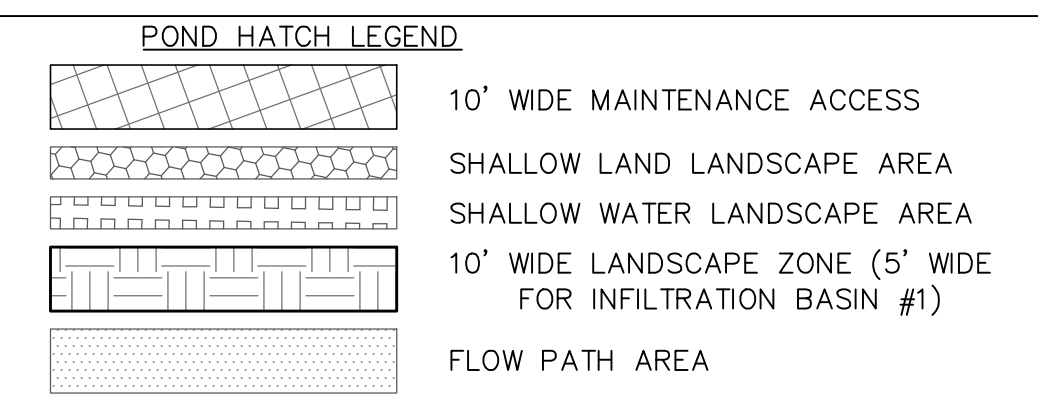 POND HATCH LEGEND
10' WIDE MAINTENANCE ACCESS
SHALLOW LAND LANDSCAPE AREA
SHALLOW WATER LANDSCAPE AREA
10' WIDE LANDSCAPE ZONE (5' WIDE
FOR INFILTRATION BASIN #1)
FLOW PATH AREA